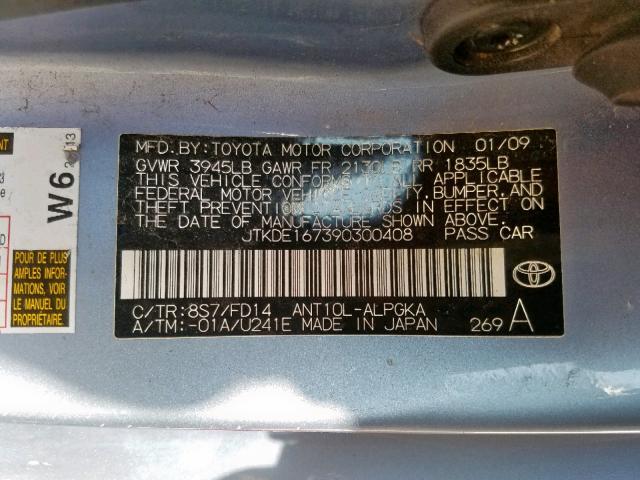 MFD. BY: TOYOTA MOTOR CORPORATION 01/09
GVWR 3945LB GAWR FR 2130LB RR 1835LB
THIS VEHICLE CONFORMS TO ALL APPLICABLE
FEDERAL MOTOR VEHICLE SAFETY, BUMPER, AND
THEFT PREVENTION STANDARDS IN EFFECT ON
THE DATE OF MANUFACTURE SHOWN ABOVE.
JTKDE167390300408 PASS CAR
C/TR: 8S7/FD14 ANT10L-ALPGKA
A/TM: -01A/U241E MADE IN JAPAN 269 A
W6
13
ENT
POUR DE PLUS
AMPLES
RENSEIGNEMENTS,
VOIR LE MANUEL
DU PROPRIÉTAIRE